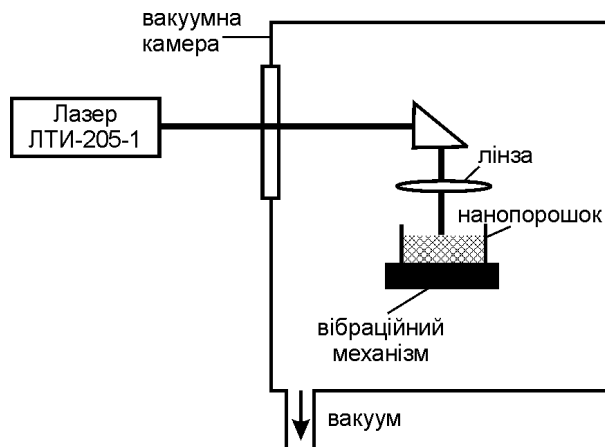 вакуумна
камера
Лазер
ЛТИ-205-1
лінза
нанопорошок
вібраційний
механізм
вакуум